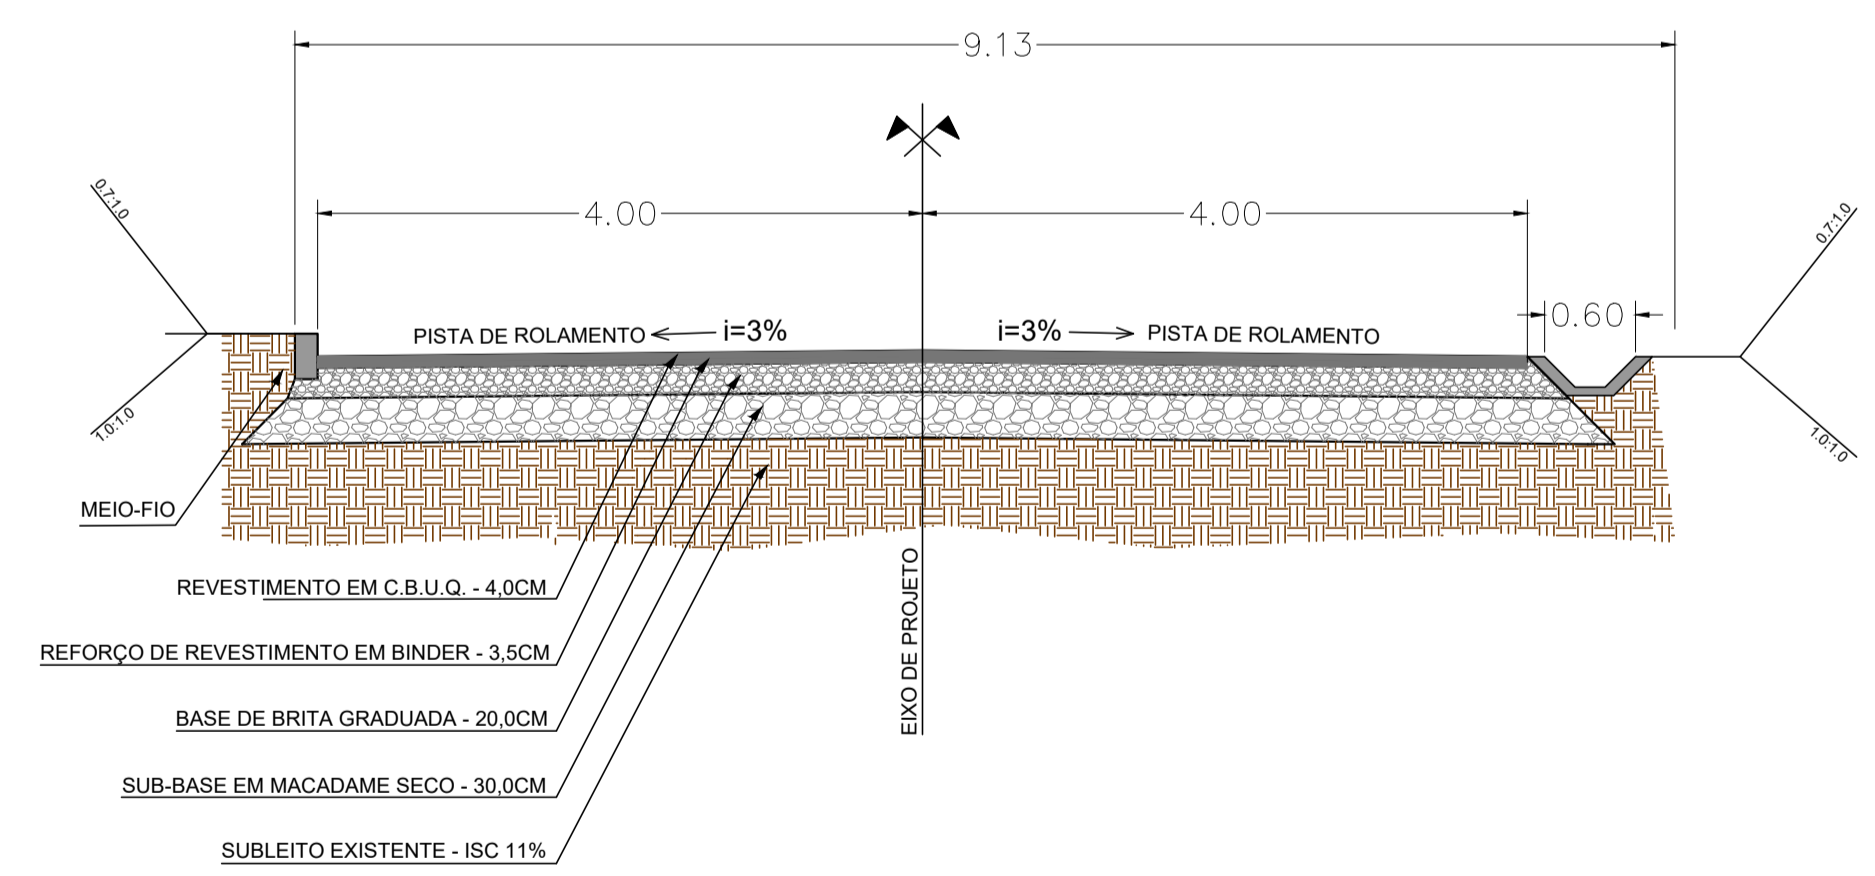 9.13
4.00
4.00
0.7:1.0
0.7:1.0
0.60
PISTA DE ROLAMENTO
i=3%
i=3%
PISTA DE ROLAMENTO
1.0:1.0
1.0:1.0
MEIO-FIO
REVESTIMENTO EM C.B.U.Q. - 4,0CM
REFORÇO DE REVESTIMENTO EM BINDER - 3,5CM
BASE DE BRITA GRADUADA - 20,0CM
SUB-BASE EM MACADAME SECO - 30,0CM
SUBLEITO EXISTENTE - ISC 11%
EIXO DE PROJETO